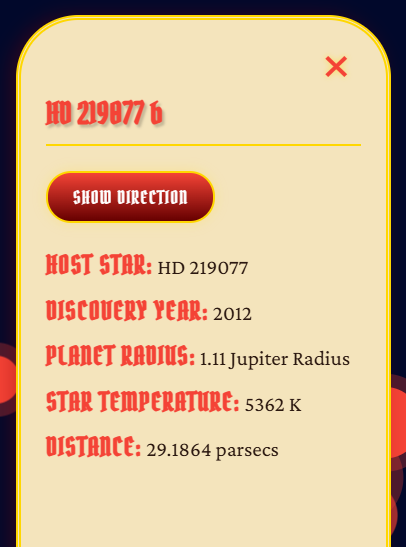 HD 219077 b
SHOW DIRECTION
HOST STAR: HD 219077
DISCOVERY YEAR: 2012
PLANET RADIUS: 1.11 Jupiter Radius
STAR TEMPERATURE: 5362 K
DISTANCE: 29.1864 parsecs